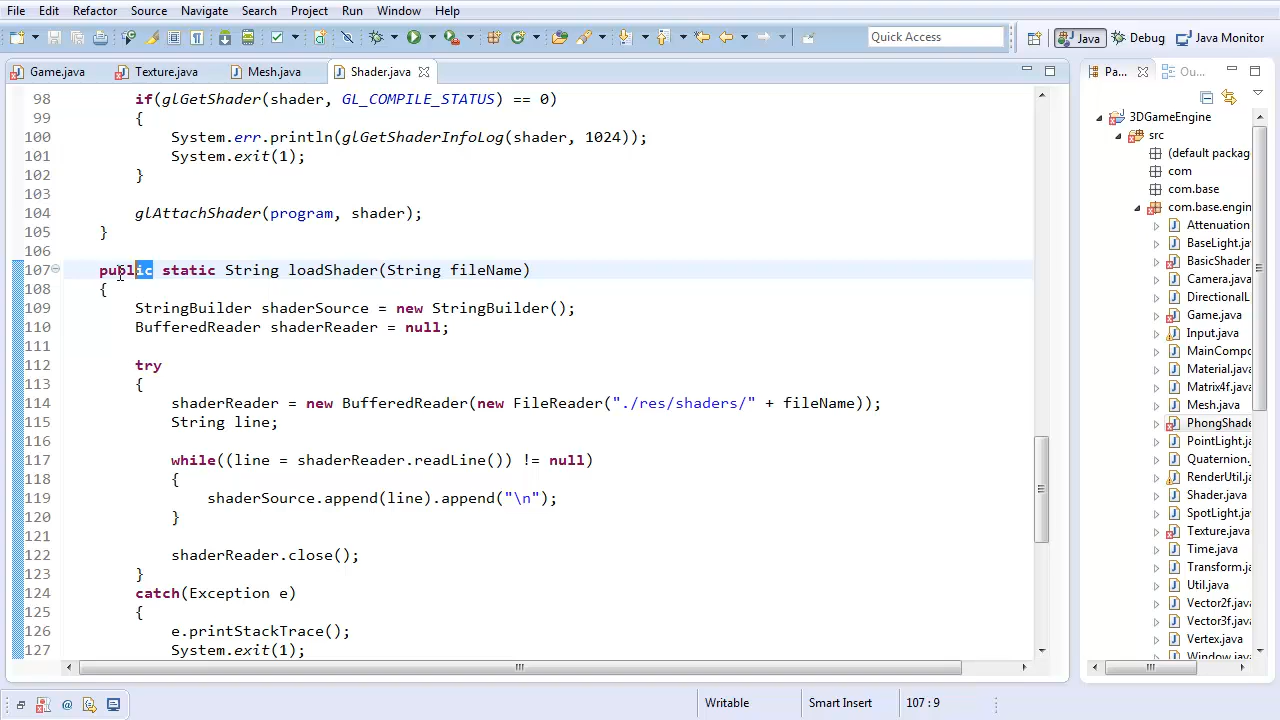 File Edit Refactor Source Navigate Search Project Run Window Help
Quick Access
Java
Debug
Java Monitor
Game.java
Texture.java
Mesh.java
Shader.java
98 if(glGetShader(shader, GL_COMPILE_STATUS) == 0)
99 {
100 System.err.println(glGetShaderInfoLog(shader, 1024));
101 System.exit(1);
102 }
103
104 glAttachShader(program, shader);
105 }
106
107 public static String loadShader(String fileName)
108 {
109 StringBuilder shaderSource = new StringBuilder();
110 BufferedReader shaderReader = null;
111
112 try
113 {
114 shaderReader = new BufferedReader(new FileReader("./res/shaders/" + fileName));
115 String line;
116
117 while((line = shaderReader.readLine()) != null)
118 {
119 shaderSource.append(line).append("\n");
120 }
121
122 shaderReader.close();
123 }
124 catch(Exception e)
125 {
126 e.printStackTrace();
127 System.exit(1);
Pa...
Ou...
3DGameEngine
src
(default packag
com
com.base
com.base.engin
Attenuation
BaseLight.ja
BasicShader
Camera.java
DirectionalL
Game.java
Input.java
MainCompo
Material.java
Matrix4f.java
Mesh.java
PhongShade
PointLight.ja
Quaternion.
RenderUtil.ja
Shader.java
SpotLight.jav
Texture.java
Time.java
Transform.ja
Util.java
Vector2f.java
Vector3f.java
Vertex.java
Window.java
Writable
Smart Insert
107 : 9